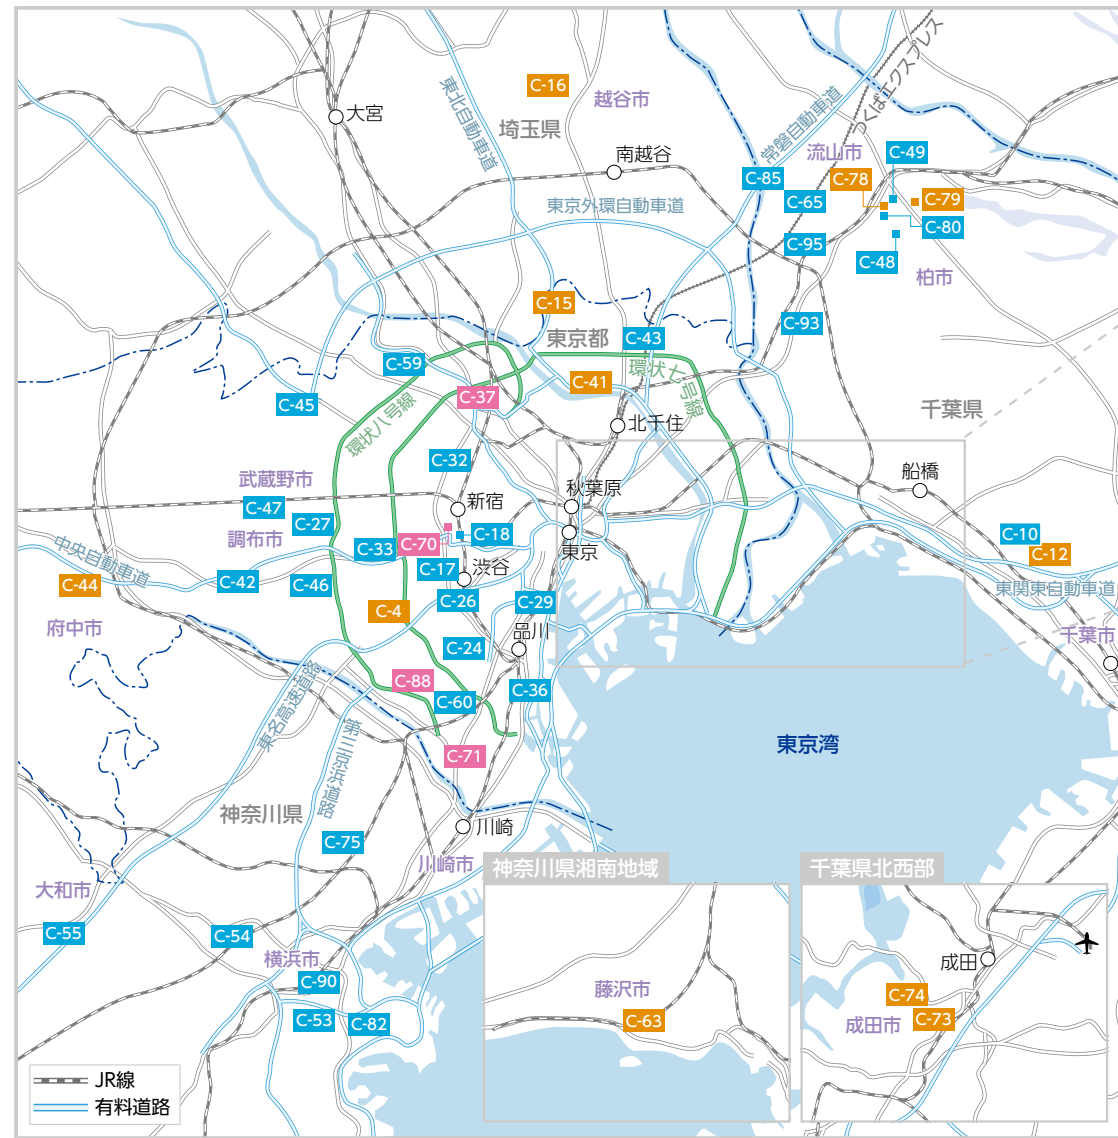 C-16
越谷市
東北自動車道
つくばエクスプレス
大宮
埼玉県
常磐自動車道
南越谷
流山市
C-49
C-85
C-78
C-65
C-79
東京外環自動車道
C-80
C-95
C-48
柏市
C-15
東京都
C-43
C-93
C-59
環状七号線
C-41
C-37
C-45
環状八号線
千葉県
北千住
C-32
武蔵野市
船橋
秋葉原
新宿
C-47
C-27
調布市
C-18
C-10
C-70
C-33
東京
C-12
中央自動車道
C-17
渋谷
C-44
C-42
C-46
東関東自動車道
C-26
C-29
C-4
府中市
品川
千葉市
C-24
C-88
C-36
C-60
東名高速道路
第三京浜道路
東京湾
C-71
神奈川県
川崎
C-75
川崎市
神奈川県湘南地域
千葉県北西部
大和市
C-55
C-54
横浜市
成田
C-90
藤沢市
C-74
C-63
成田市
C-73
C-53
C-82
JR線
有料道路